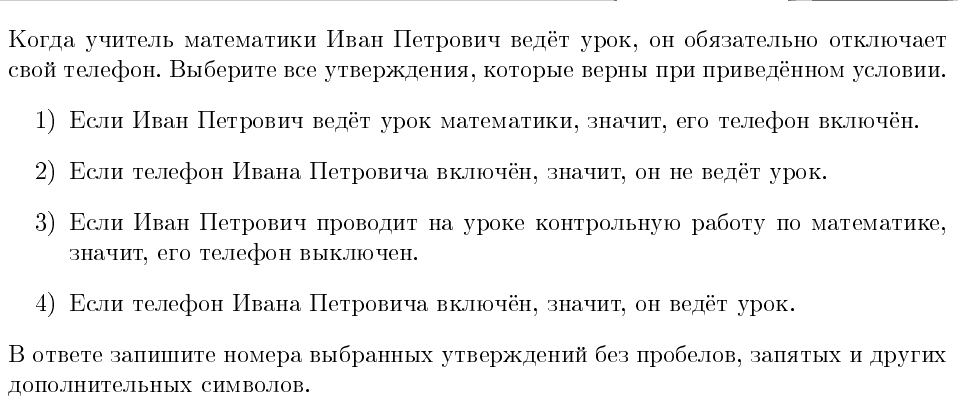 Когда учитель математики Иван Петрович ведёт урок, он обязательно отключает
свой телефон. Выберите все утверждения, которые верны при приведённом условии.
1) Если Иван Петрович ведёт урок математики, значит, его телефон включён.
2) Если телефон Ивана Петровича включён, значит, он не ведёт урок.
3) Если Иван Петрович проводит на уроке контрольную работу по математике,
значит, его телефон выключен.
4) Если телефон Ивана Петровича включён, значит, он ведёт урок.
В ответе запишите номера выбранных утверждений без пробелов, запятых и других
дополнительных символов.